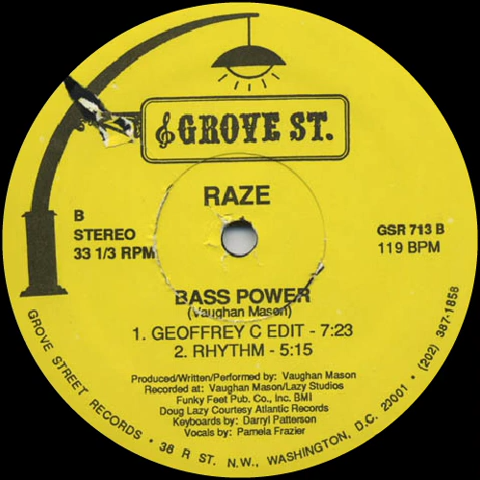 GROVE ST.
RAZE
B
STEREO
33 1/3 RPM
GSR 713 B
119 BPM
BASS POWER
(Vaughan Mason)
1. GEOFFREY C EDIT - 7:23
2. RHYTHM - 5:15
Produced/Written/Performed by: Vaughan Mason
Recorded at: Vaughan Mason/Lazy Studios
Funky Feet Pub. Co., Inc. BMI
Doug Lazy Courtesy Atlantic Records
Keyboards by: Darryl Patterson
Vocals by: Pamela Frazier
GROVE STREET RECORDS • 36 R ST. N.W., WASHINGTON, D.C. 20001 • (202) 387-1858